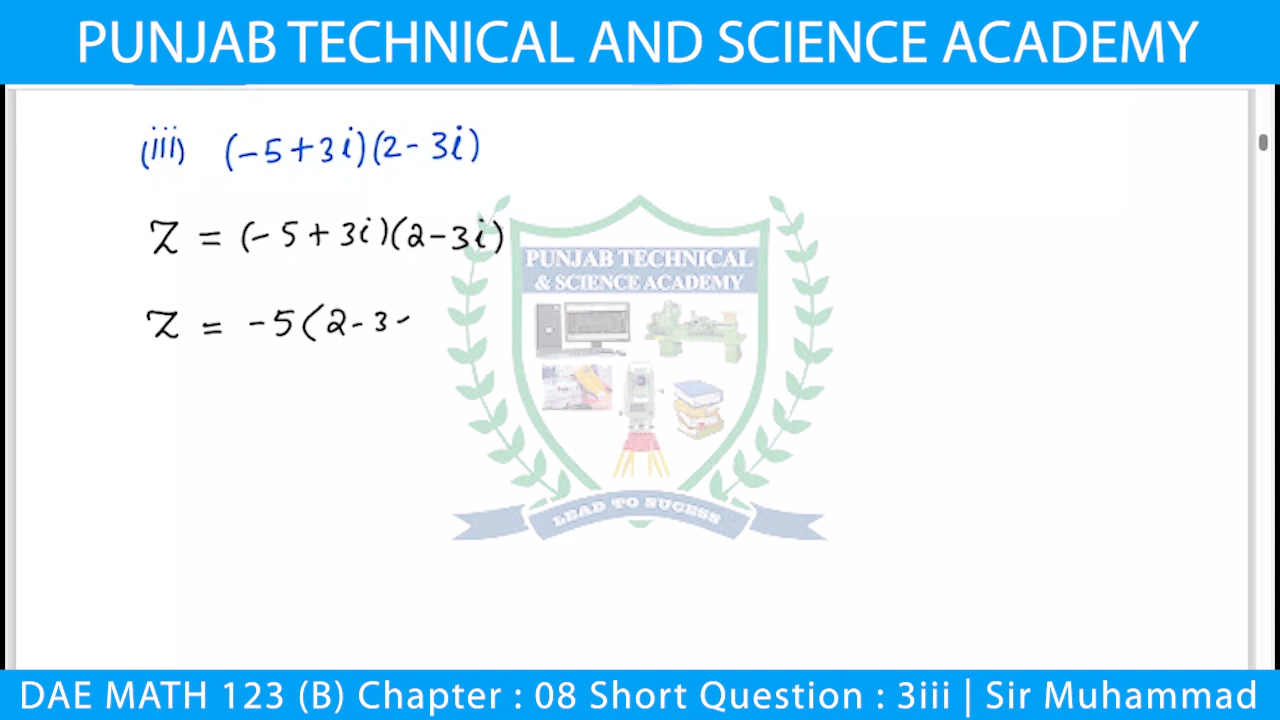 PUNJAB TECHNICAL AND SCIENCE ACADEMY
(iii) (-5+3i)(2-3i)
Z = (-5+3i)(2-3i)
PUNJAB TECHNICAL
& SCIENCE ACADEMY
Z = -5(2-3-
LEAD TO SUCESS
DAE MATH 123 (B) Chapter : 08 Short Question : 3iii | Sir Muhammad